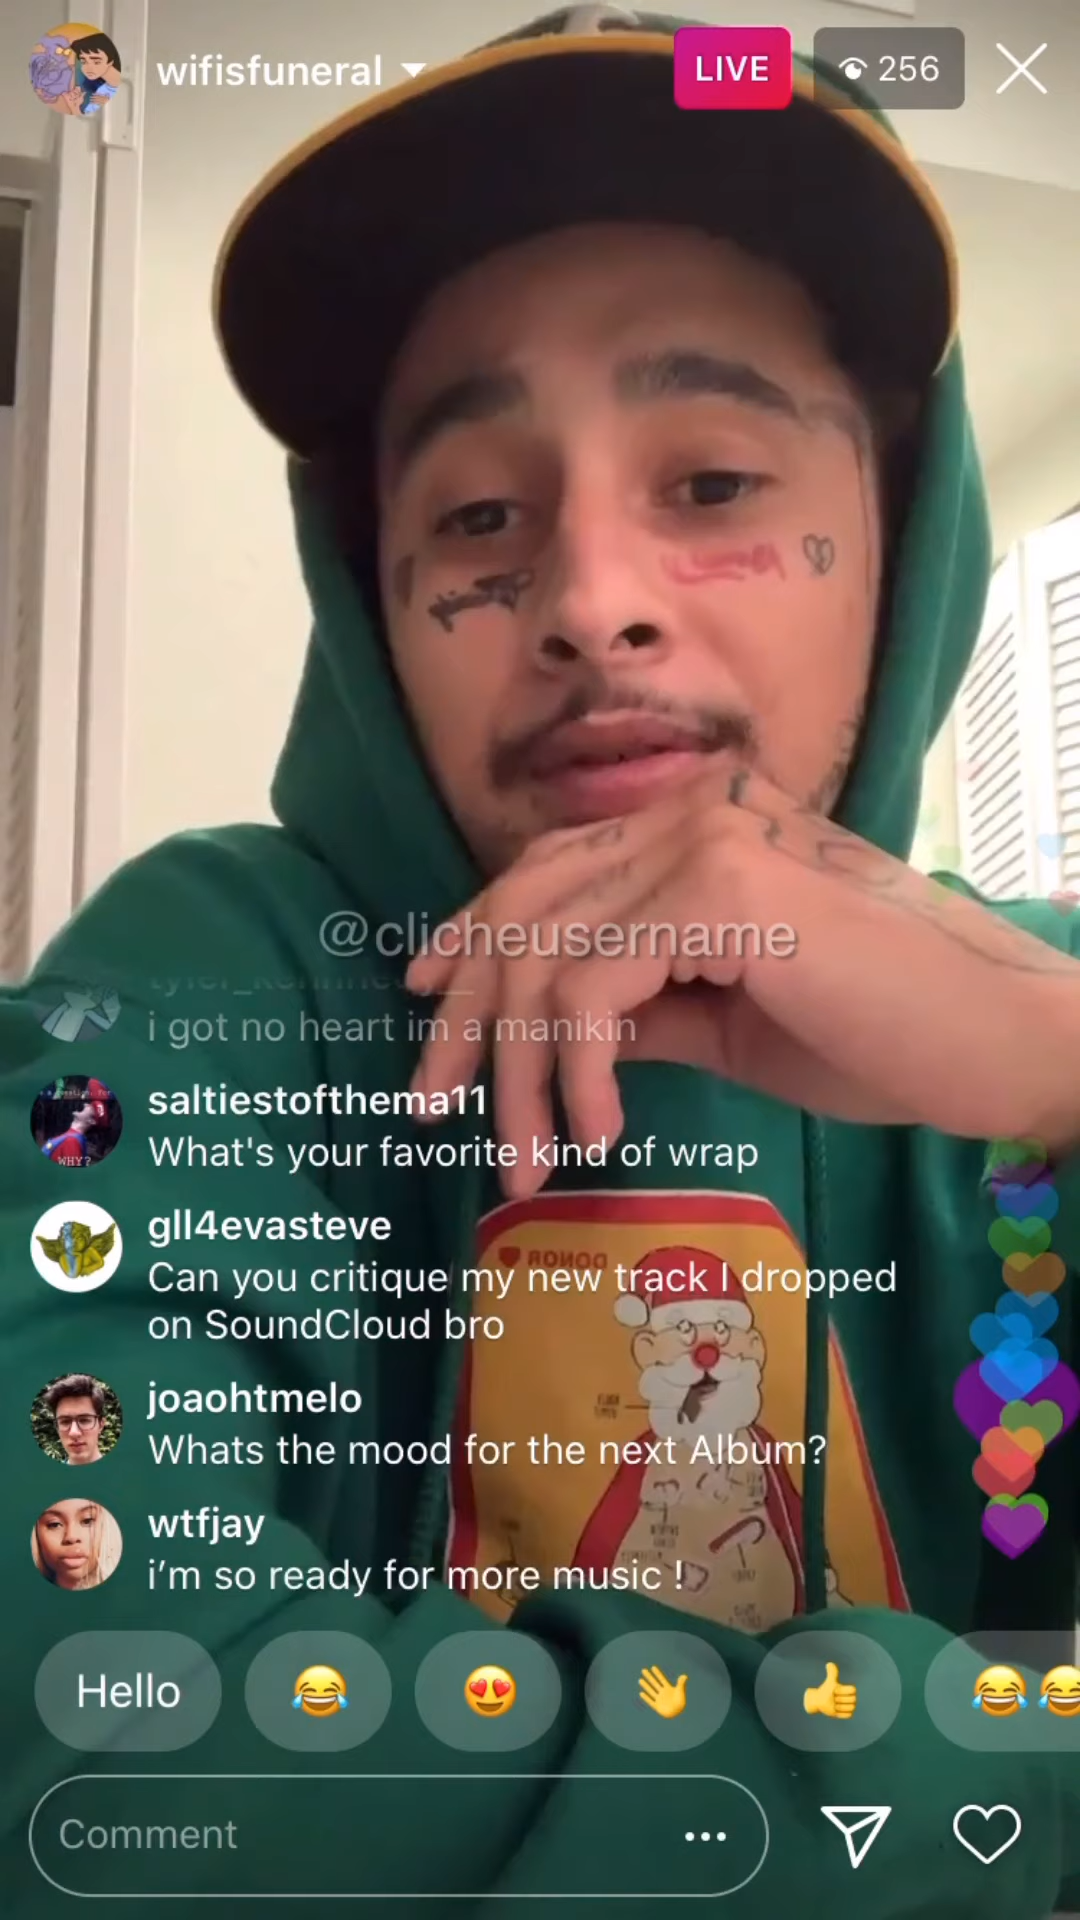 wifisfuneral
LIVE
256
@clicheusername
i got no heart im a manikin
saltiestofthema11
What's your favorite kind of wrap
WHY?
gll4evasteve
Can you critique my new track I dropped
on SoundCloud bro
DONOR
joaohtmelo
Whats the mood for the next Album?
wtfjay
i’m so ready for more music !
Hello
Comment